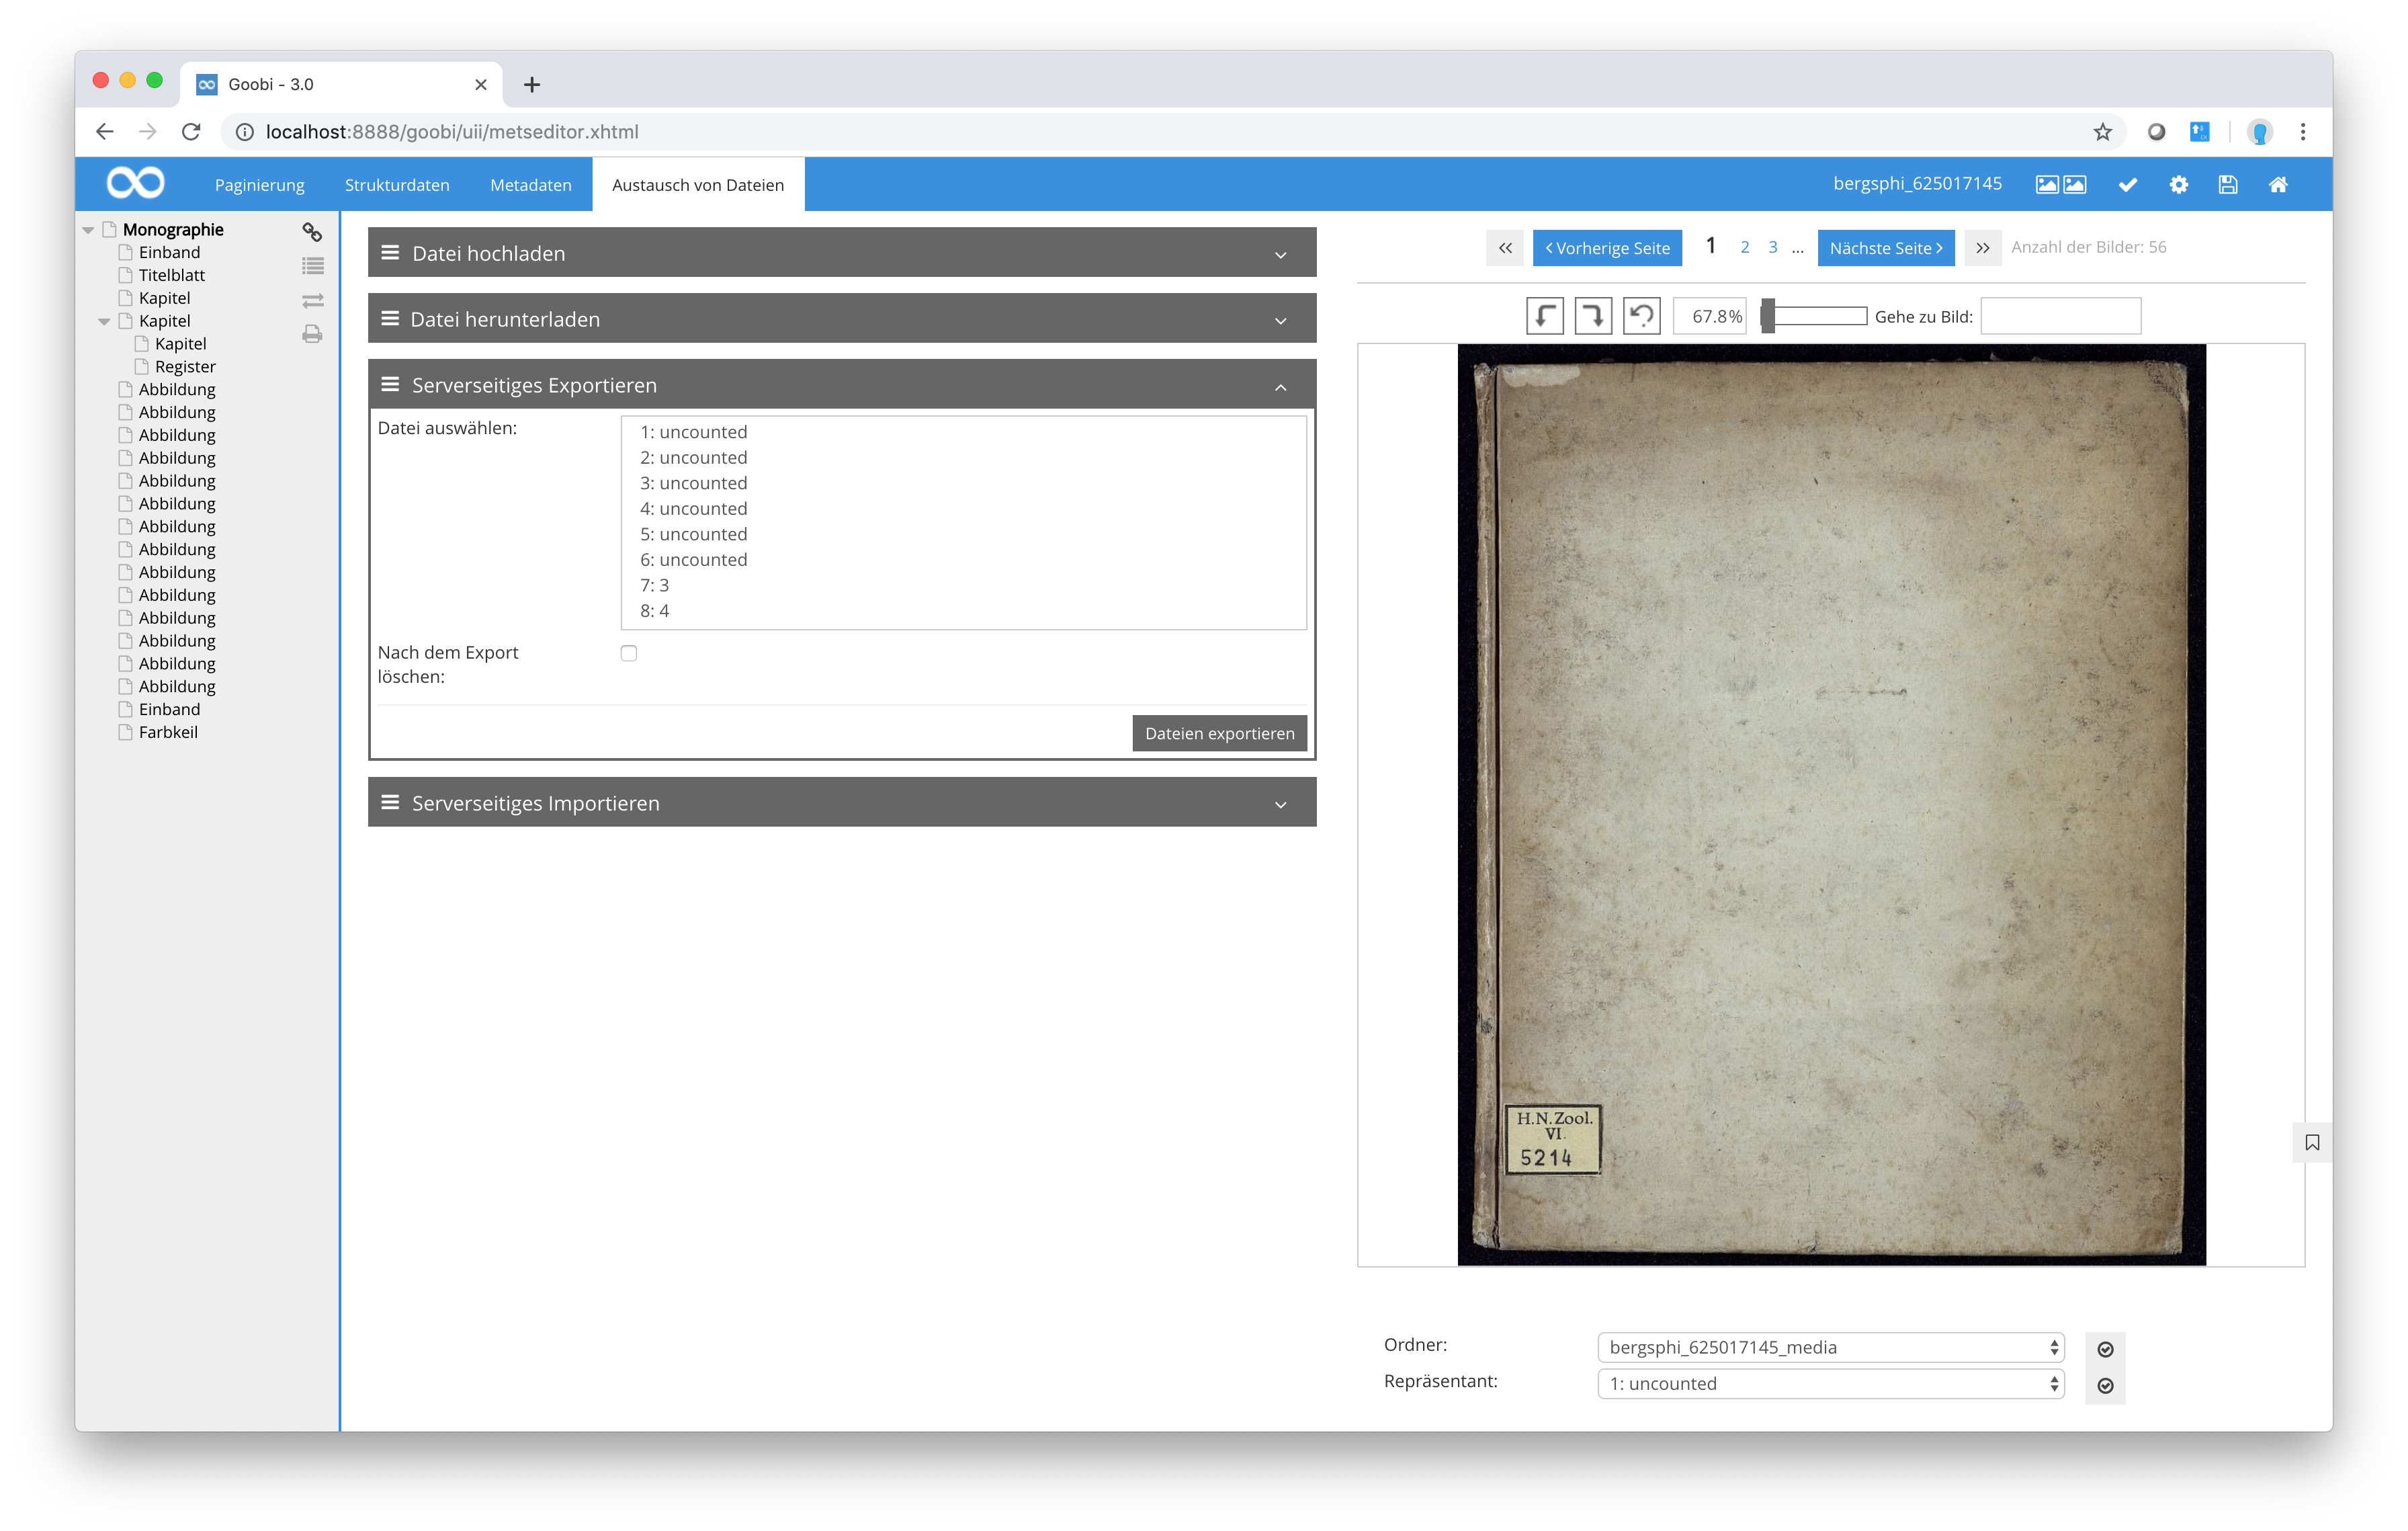 Goobi - 3.0
localhost:8888/goobi/uii/metseditor.xhtml
Paginierung
Strukturdaten
Metadaten
Austausch von Dateien
bergsphi_625017145
Monographie
Einband
Titelblatt
Kapitel
Kapitel
Kapitel
Register
Abbildung
Abbildung
Abbildung
Abbildung
Abbildung
Abbildung
Abbildung
Abbildung
Abbildung
Abbildung
Abbildung
Abbildung
Abbildung
Abbildung
Einband
Farbkeil
Datei hochladen
Datei herunterladen
Serverseitiges Exportieren
Datei auswählen:
1: uncounted
2: uncounted
3: uncounted
4: uncounted
5: uncounted
6: uncounted
7: 3
8: 4
Nach dem Export
löschen:
Dateien exportieren
Serverseitiges Importieren
Vorherige Seite
1 2 3 ...
Nächste Seite
Anzahl der Bilder: 56
67.8%
Gehe zu Bild:
H.N.Zool.
VI.
5214
Ordner:
bergsphi_625017145_media
Repräsentant:
1: uncounted